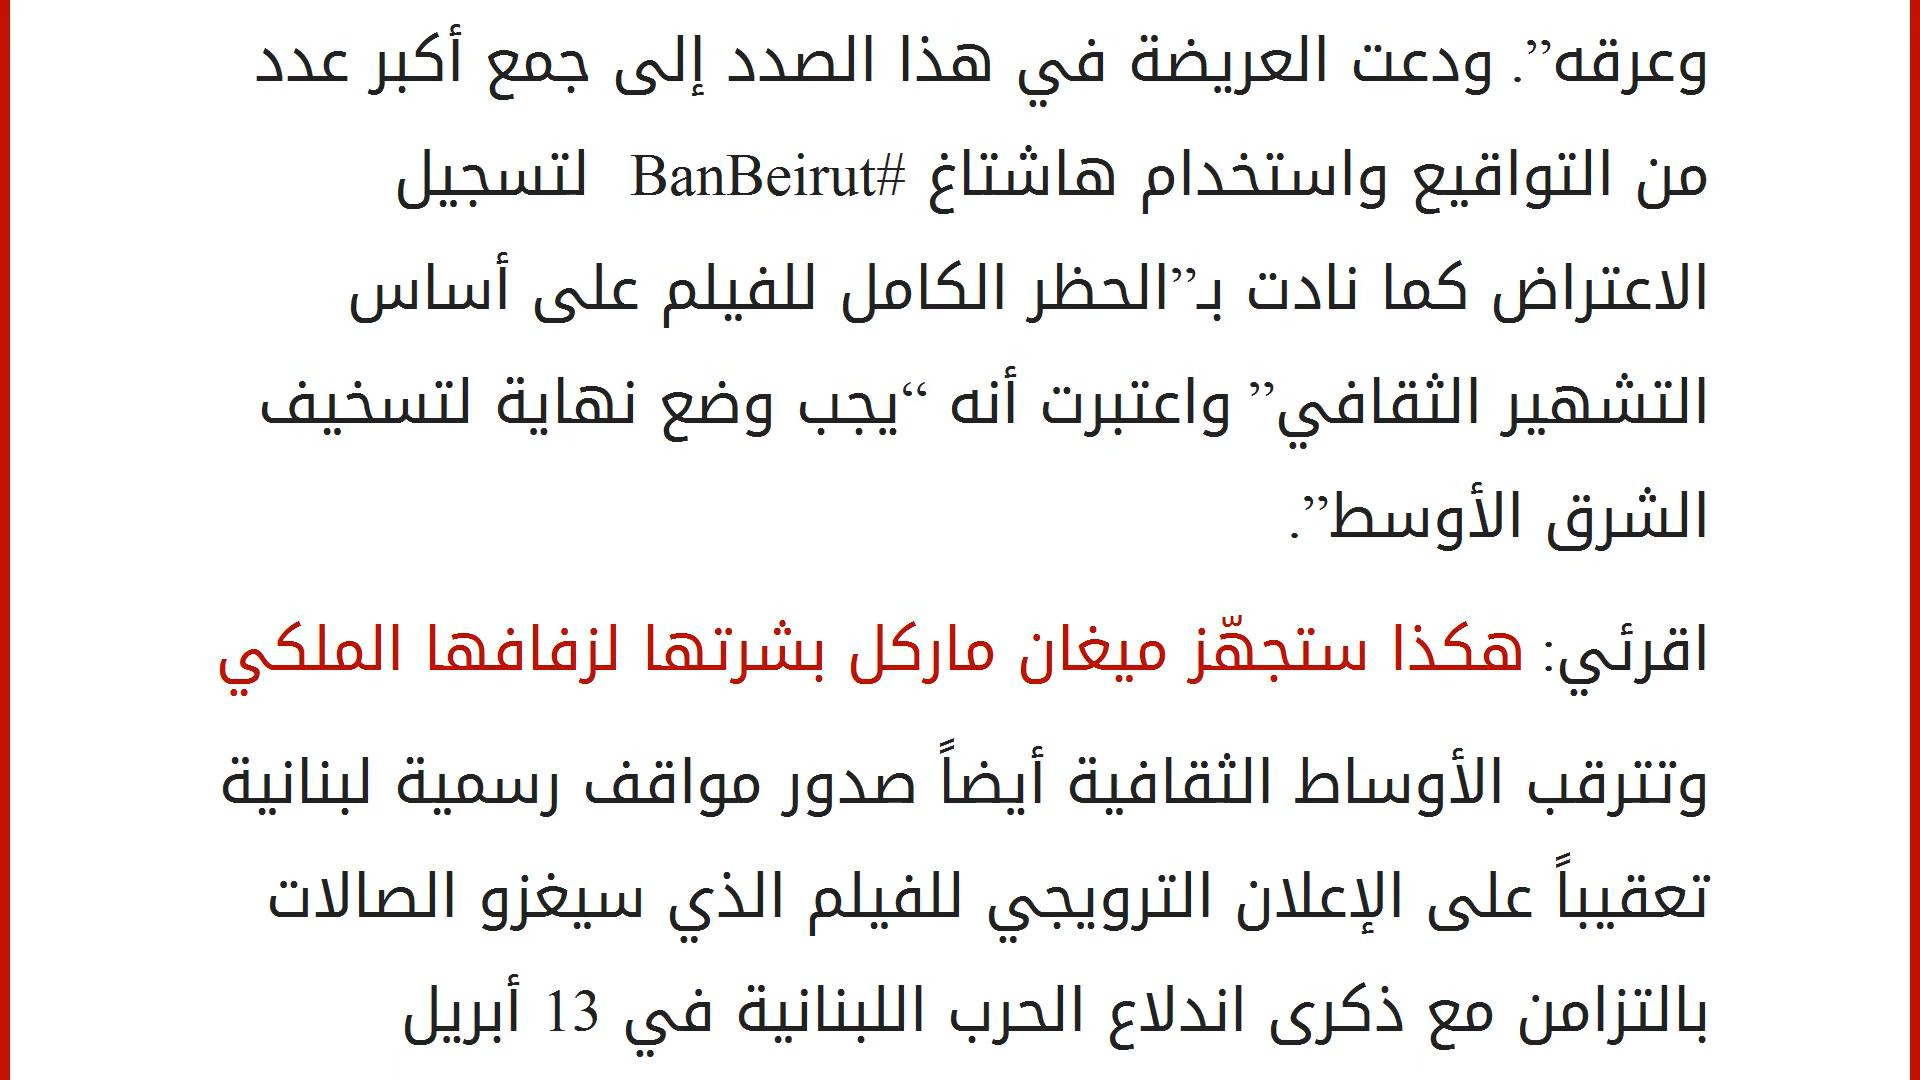 وعرقه”. ودعت العريضة في هذا الصدد إلى جمع أكبر عدد
من التواقيع واستخدام هاشتاغ #BanBeirut لتسجيل
الاعتراض كما نادت بـ”الحظر الكامل للفيلم على أساس
التشهير الثقافي” واعتبرت أنه “يجب وضع نهاية لتسخيف
الشرق الأوسط”.
اقرئي: هكذا ستجهّز ميغان ماركل بشرتها لزفافها الملكي
وتترقب الأوساط الثقافية أيضاً صدور مواقف رسمية لبنانية
تعقيباً على الإعلان الترويجي للفيلم الذي سيغزو الصالات
بالتزامن مع ذكرى اندلاع الحرب اللبنانية في 13 أبريل